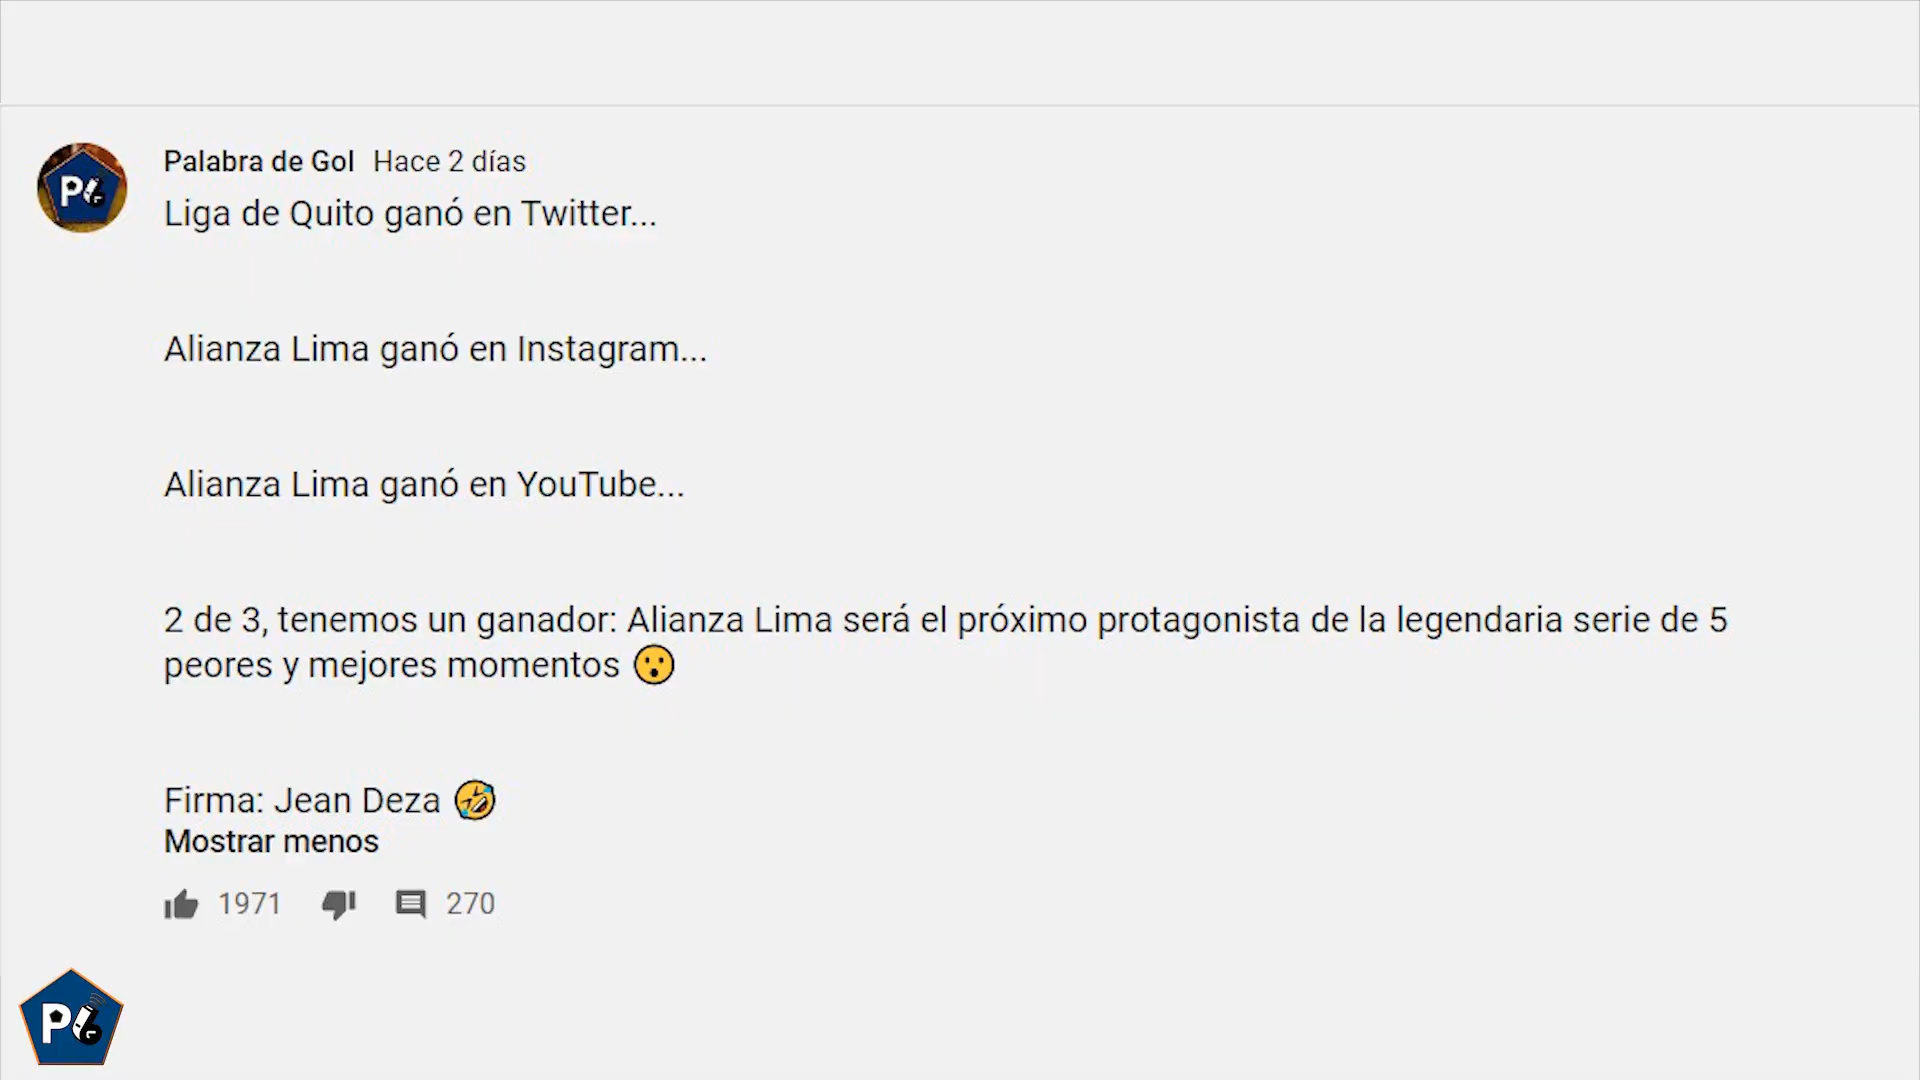 Palabra de Gol Hace 2 días
Liga de Quito ganó en Twitter...
Alianza Lima ganó en Instagram...
Alianza Lima ganó en YouTube...
2 de 3, tenemos un ganador: Alianza Lima será el próximo protagonista de la legendaria serie de 5
peores y mejores momentos 😮
Firma: Jean Deza 🤣
Mostrar menos
1971 270
PG